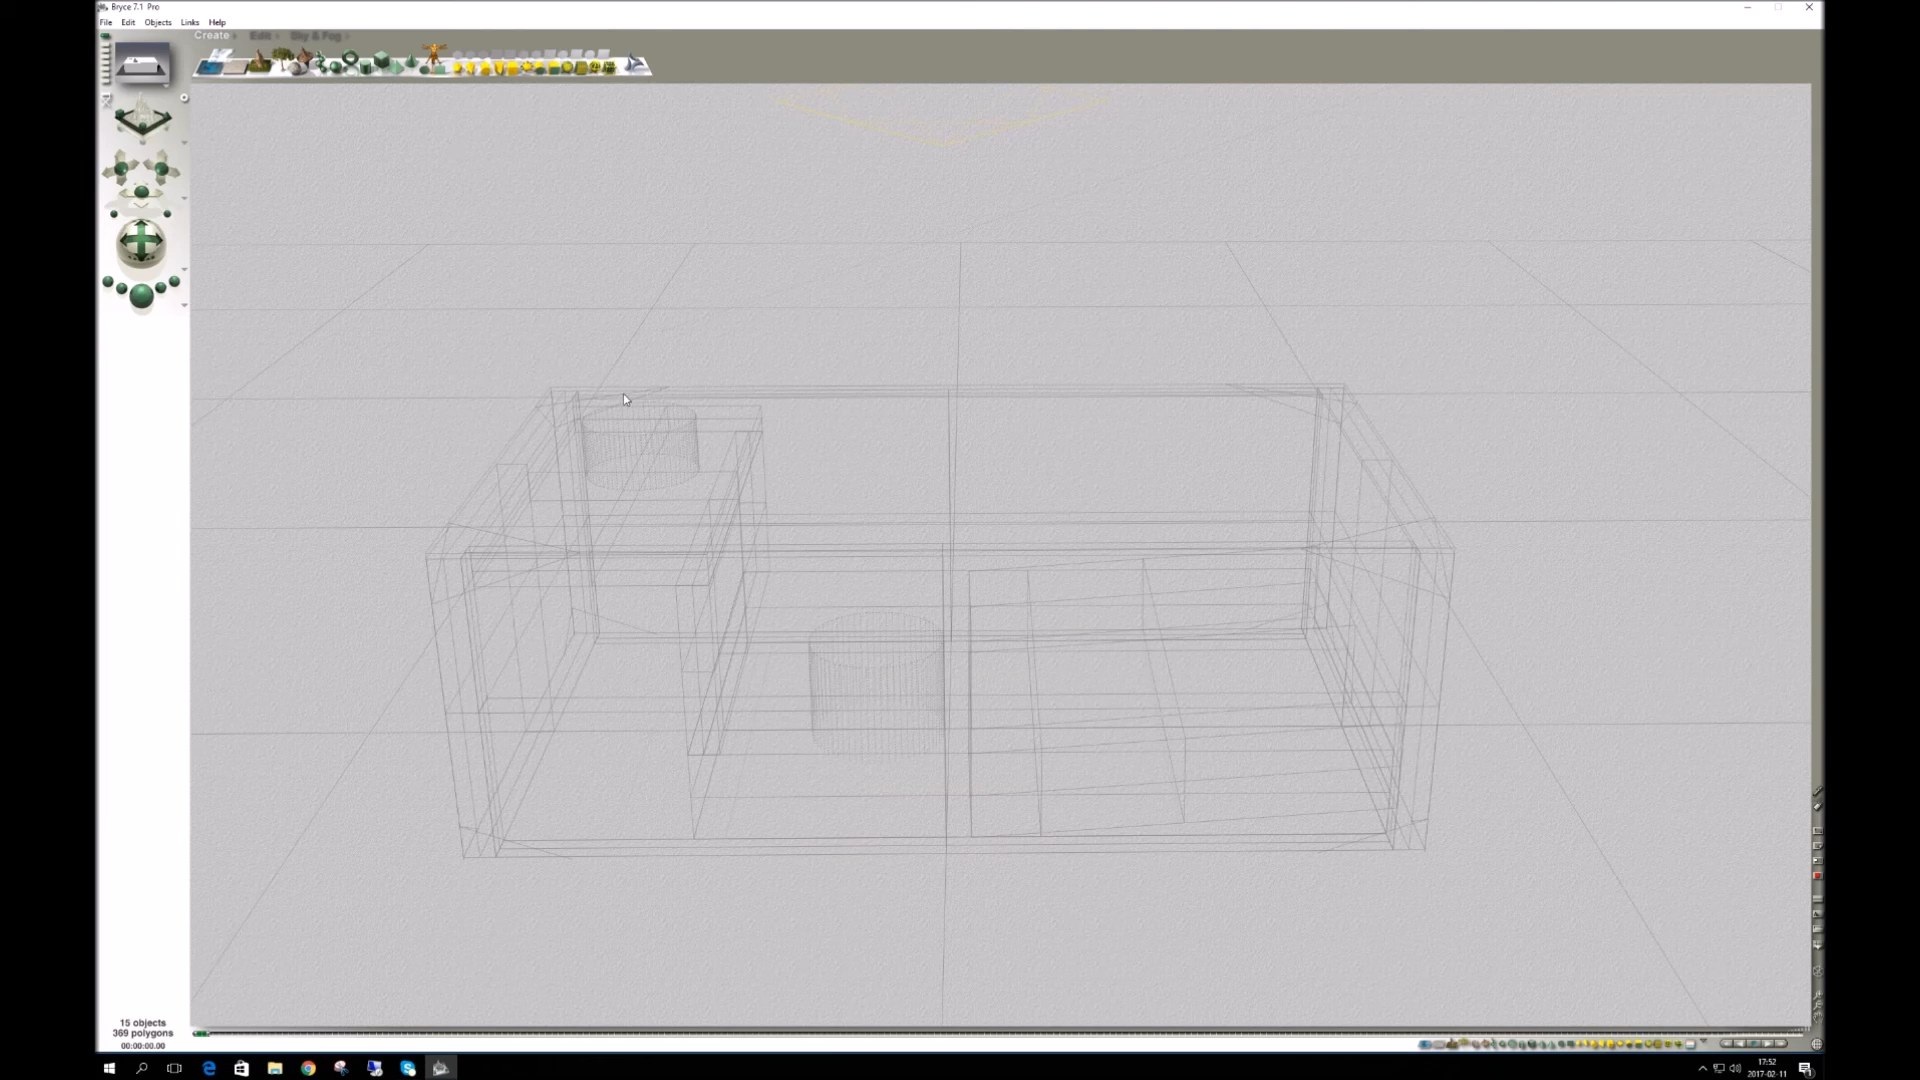 Bryce 7.1 Pro
File Edit Objects Links Help
Create Edit Sky & Fog
15 objects
369 polygons
00:00:00.00
17:52
2017-02-11